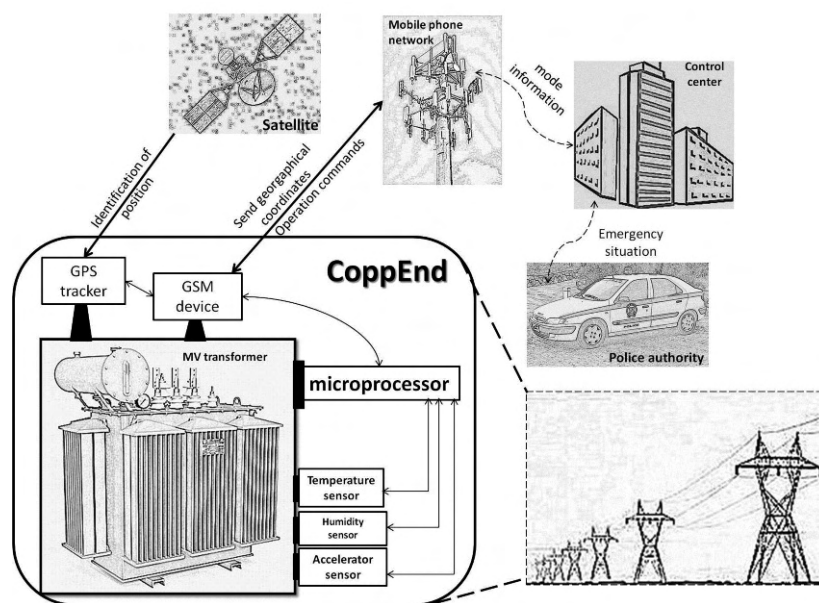 Mobile phone
network
Satellite
mode
information
Control
center
Identification of
position
Send georgaphical
coordinates
Operation commands
Emergency
situation
CoppEnd
GPS
tracker
GSM
device
Police authority
MV transformer
microprocessor
Temperature
sensor
Humidity
sensor
Accelerator
sensor